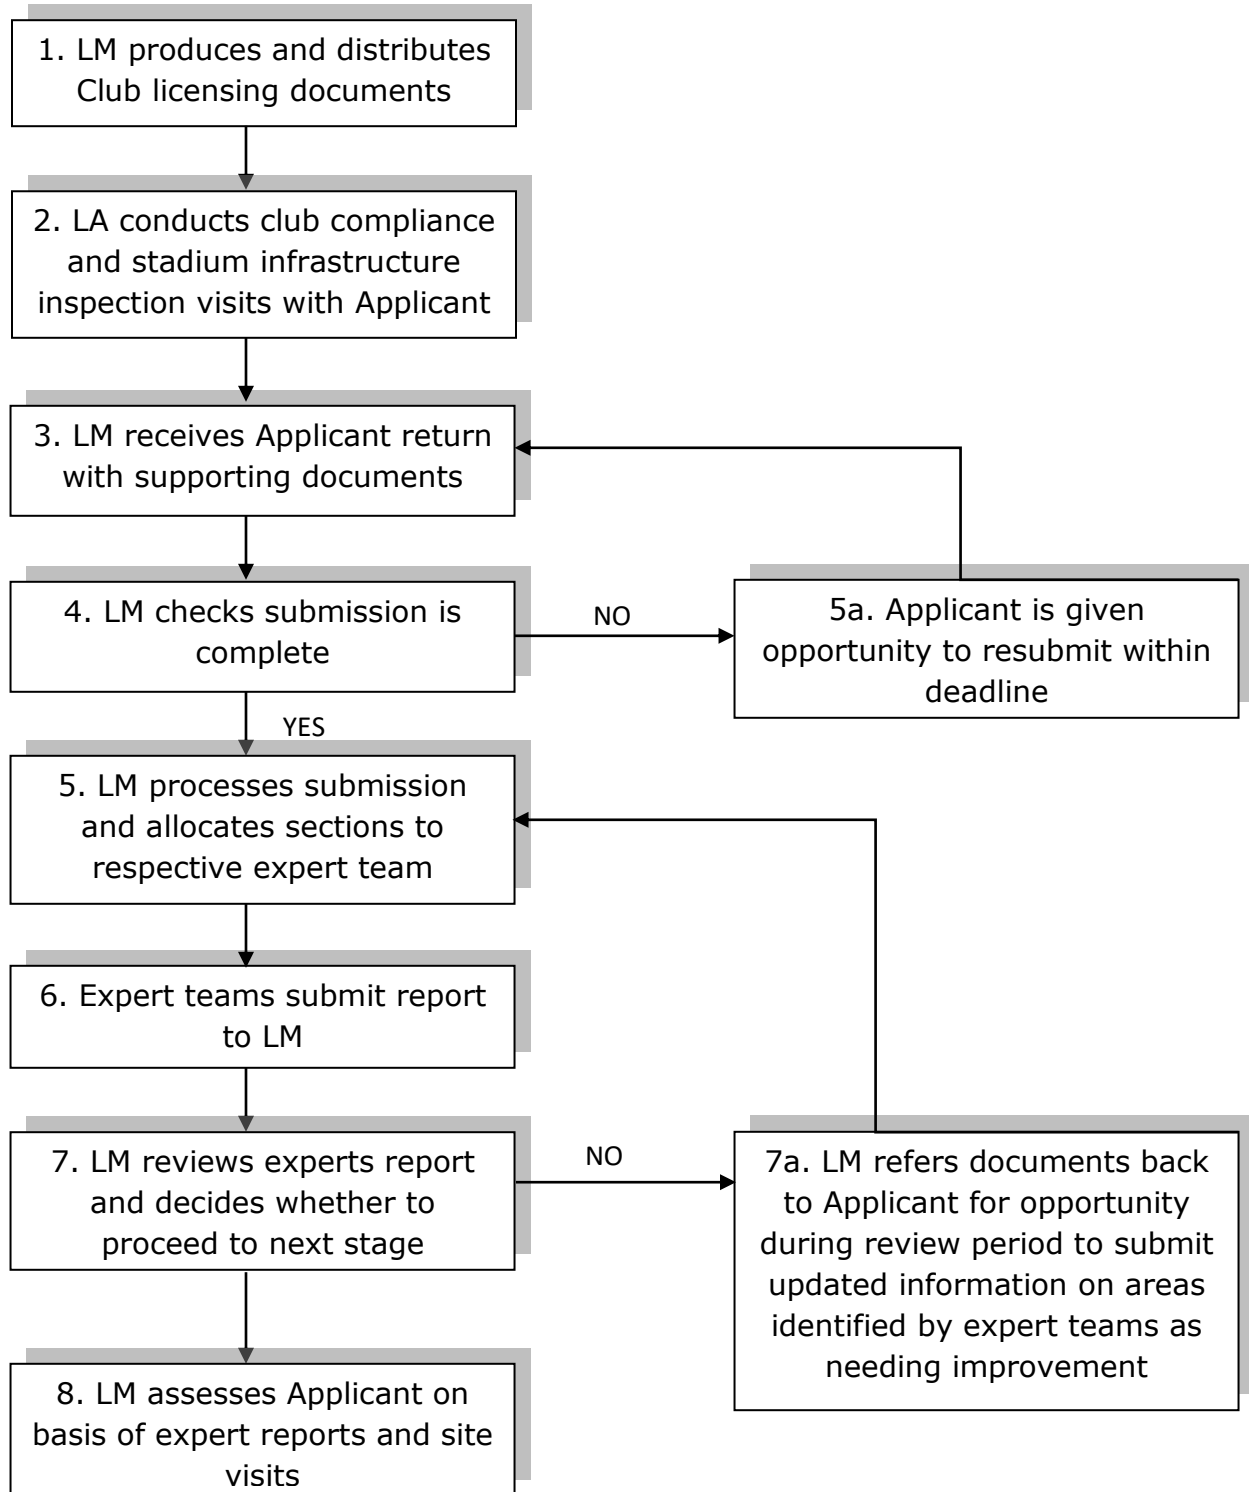 1. LM produces and distributes
Club licensing documents
2. LA conducts club compliance
and stadium infrastructure
inspection visits with Applicant
3. LM receives Applicant return
with supporting documents
4. LM checks submission is
complete
NO
5a. Applicant is given
opportunity to resubmit within
deadline
YES
5. LM processes submission
and allocates sections to
respective expert team
6. Expert teams submit report
to LM
7. LM reviews experts report
and decides whether to
proceed to next stage
NO
7a. LM refers documents back
to Applicant for opportunity
during review period to submit
updated information on areas
identified by expert teams as
needing improvement
8. LM assesses Applicant on
basis of expert reports and site
visits